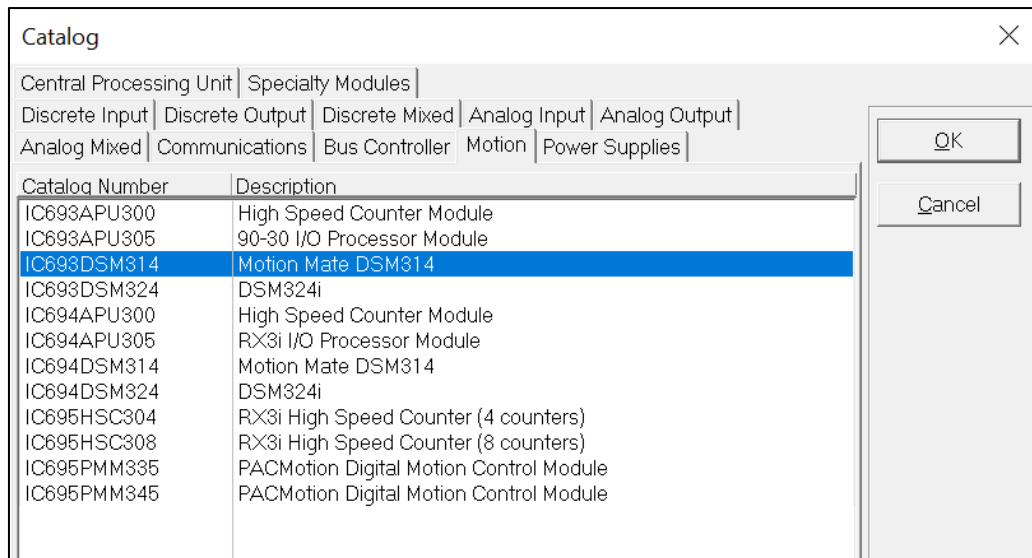 Catalog
Central Processing Unit Specialty Modules
Discrete Input Discrete Output Discrete Mixed Analog Input Analog Output
Analog Mixed Communications Bus Controller Motion Power Supplies
OK
Cancel
Catalog Number Description
IC693APU300 High Speed Counter Module
IC693APU305 90-30 I/O Processor Module
IC693DSM314 Motion Mate DSM314
IC693DSM324 DSM324i
IC694APU300 High Speed Counter Module
IC694APU305 RX3i I/O Processor Module
IC694DSM314 Motion Mate DSM314
IC694DSM324 DSM324i
IC695HSC304 RX3i High Speed Counter (4 counters)
IC695HSC308 RX3i High Speed Counter (8 counters)
IC695PMM335 PACMotion Digital Motion Control Module
IC695PMM345 PACMotion Digital Motion Control Module